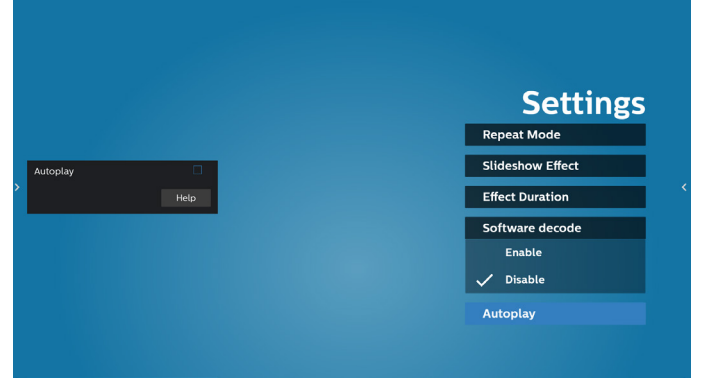 Settings
Repeat Mode
Slideshow Effect
Effect Duration
Software decode
Enable
Disable
Autoplay
Autoplay
Help